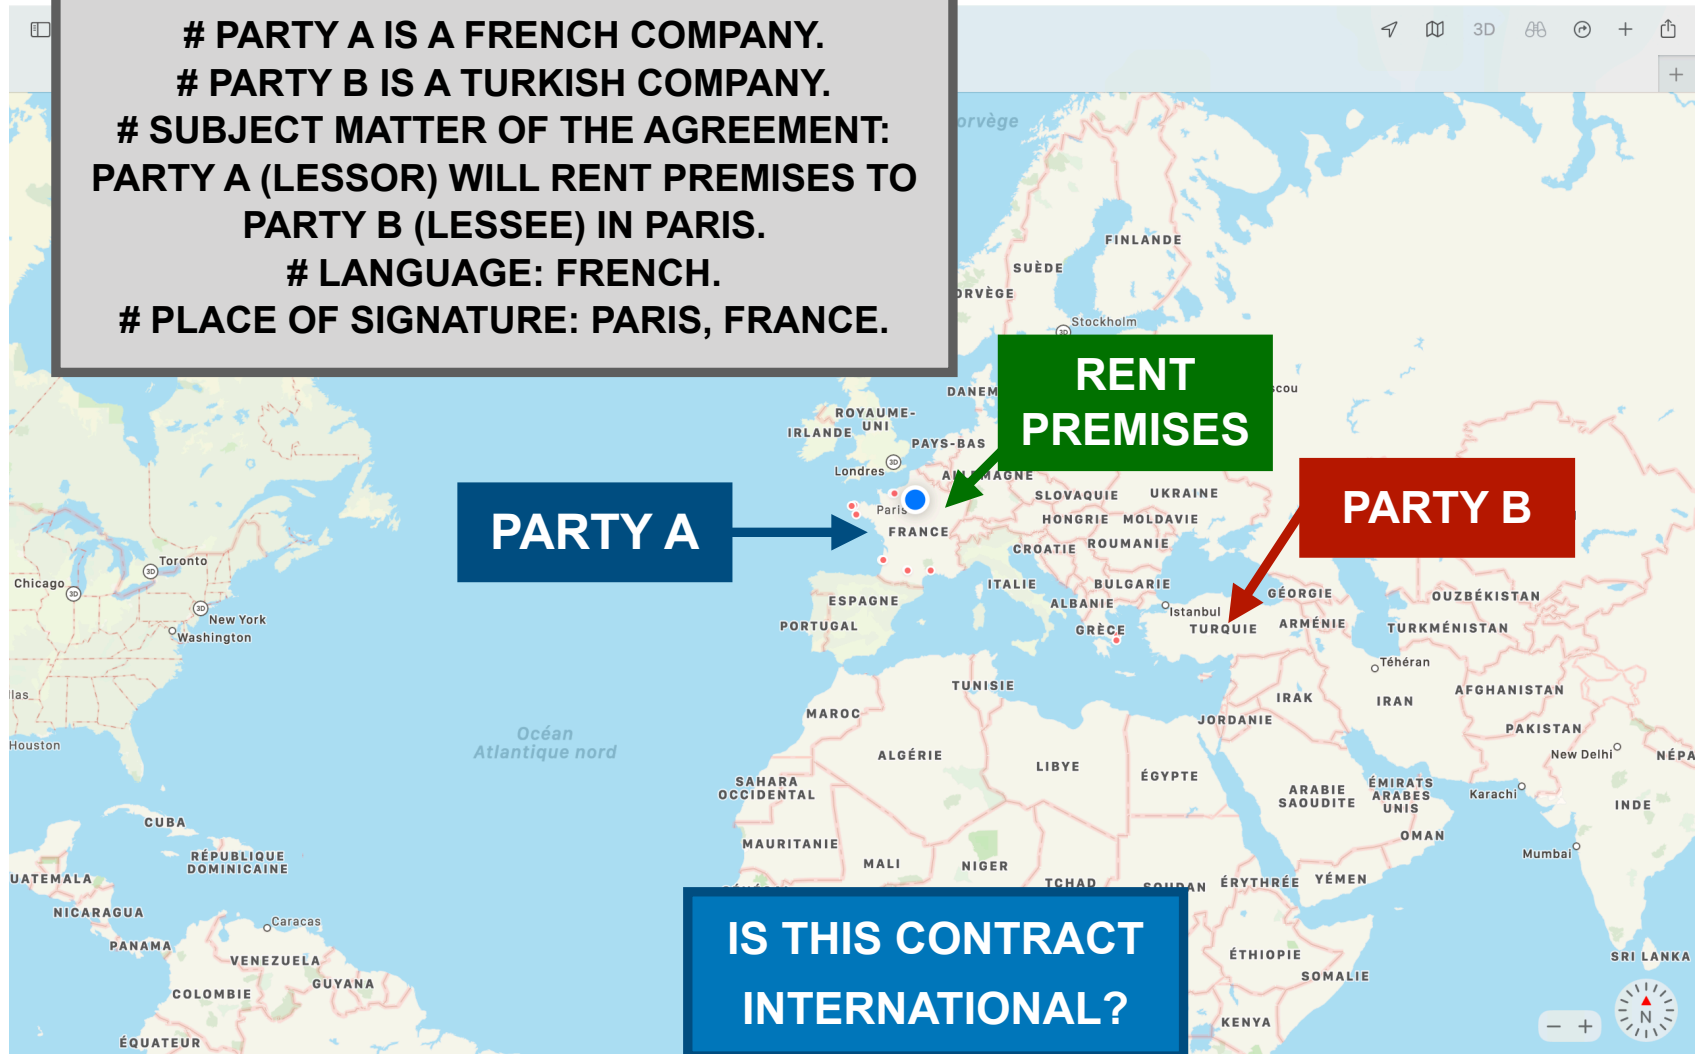 # PARTY A IS A FRENCH COMPANY.
# PARTY B IS A TURKISH COMPANY.
# SUBJECT MATTER OF THE AGREEMENT:
PARTY A (LESSOR) WILL RENT PREMISES TO
PARTY B (LESSEE) IN PARIS.
# LANGUAGE: FRENCH.
# PLACE OF SIGNATURE: PARIS, FRANCE.
3D
FINLANDE
SUÈDE
Stockholm
3D
RENT
PREMISES
ROYAUME-
UNI
IRLANDE
PAYS-BAS
Londres
3D
SLOVAQUIE
UKRAINE
PARTY A
PARTY B
Paris
HONGRIE
MOLDAVIE
FRANCE
CROATIE
ROUMANIE
Toronto
3D
Chicago
3D
ITALIE
BULGARIE
GÉORGIE
OUZBÉKISTAN
ESPAGNE
ALBANIE
Istanbul
3D
New York
Washington
PORTUGAL
GRÈCE
TURQUIE
ARMÉNIE
TURKMÉNISTAN
Téhéran
TUNISIE
IRAK
IRAN
AFGHANISTAN
MAROC
JORDANIE
PAKISTAN
Océan
Atlantique nord
Houston
ALGÉRIE
LIBYE
ÉGYPTE
New Delhi
SAHARA
OCCIDENTAL
ARABIE
SAOUDITE
ÉMIRATS
ARABES
UNIS
Karachi
INDE
CUBA
OMAN
MAURITANIE
Mumbai
RÉPUBLIQUE
DOMINICAINE
MALI
NIGER
TCHAD
ÉRYTHRÉE
YÉMEN
NICARAGUA
Caracas
IS THIS CONTRACT
INTERNATIONAL?
PANAMA
VENEZUELA
ÉTHIOPIE
SRI LANKA
GUYANA
SOMALIE
COLOMBIE
N
KENYA
ÉQUATEUR